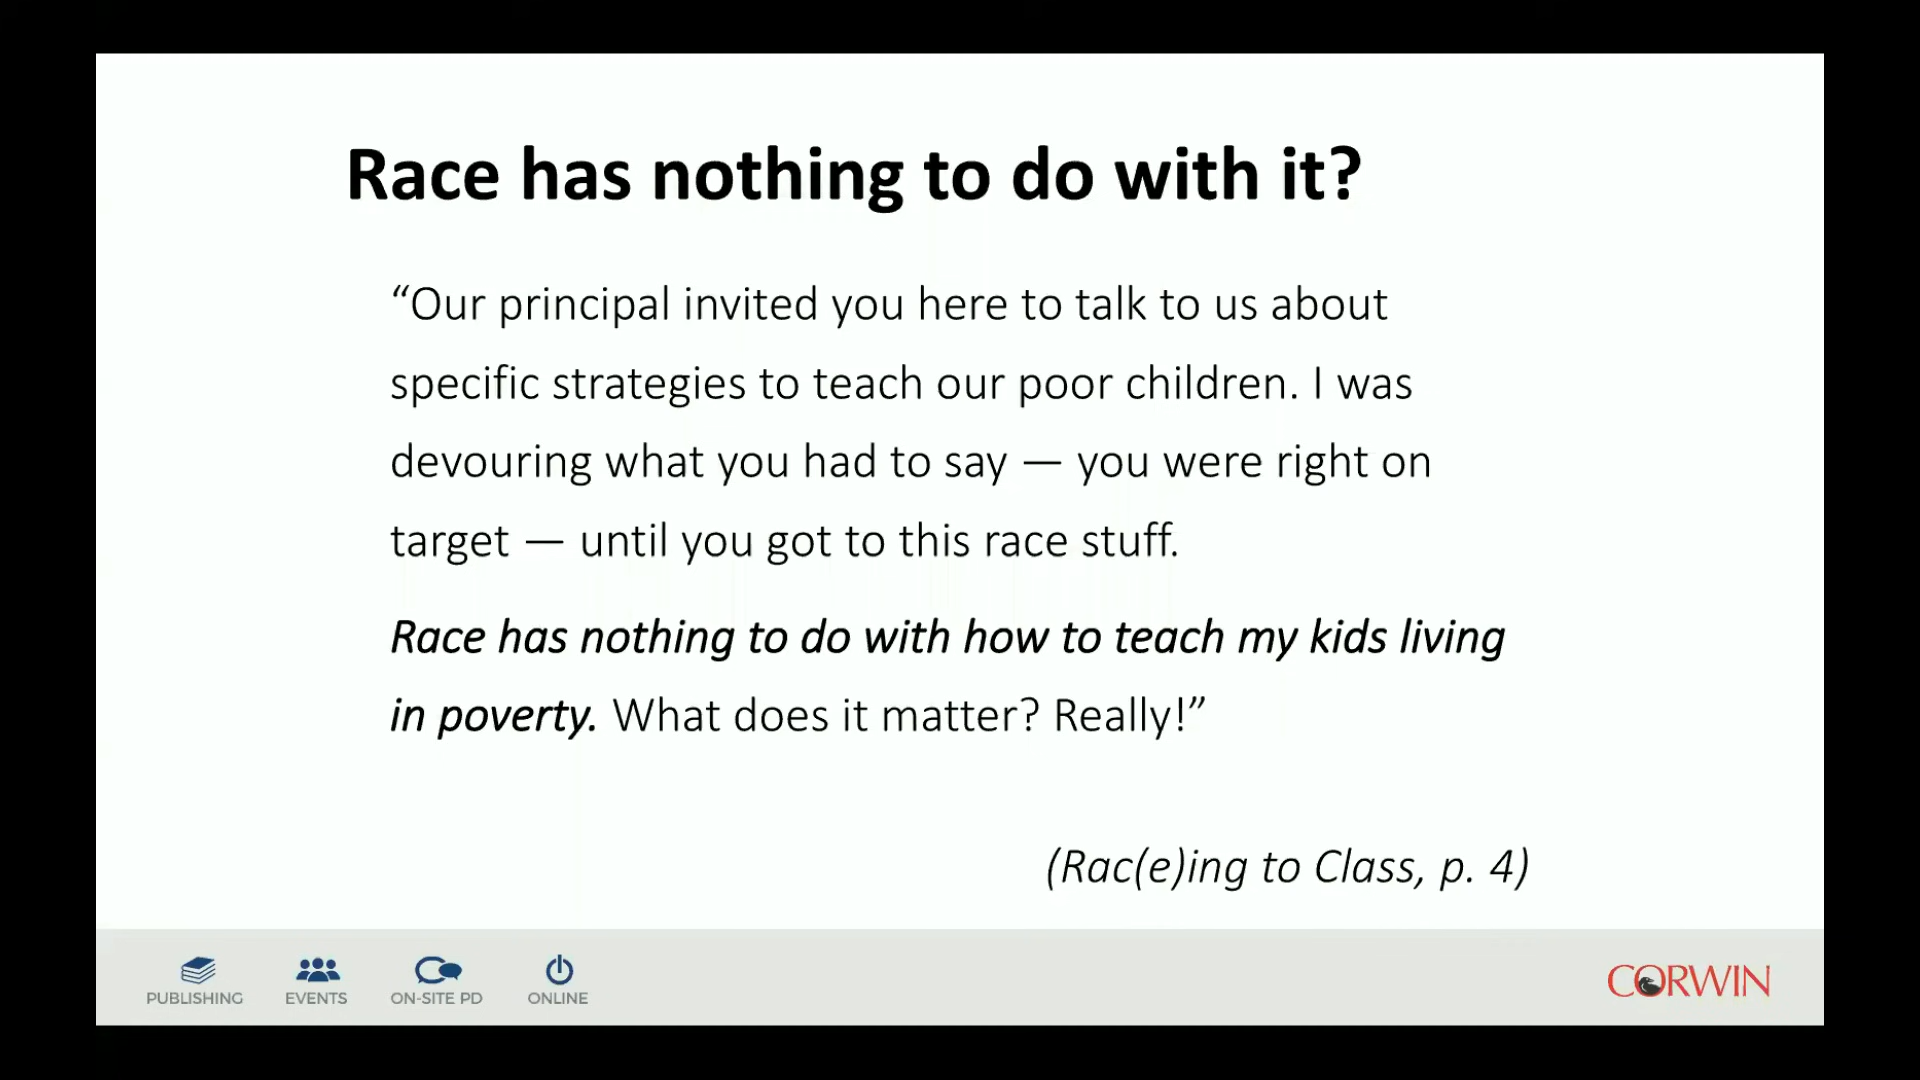 Race has nothing to do with it?
“Our principal invited you here to talk to us about
specific strategies to teach our poor children. I was
devouring what you had to say — you were right on
target — until you got to this race stuff.
Race has nothing to do with how to teach my kids living
in poverty. What does it matter? Really!”
(Rac(e)ing to Class, p. 4)
PUBLISHING EVENTS ON-SITE PD ONLINE
CORWIN